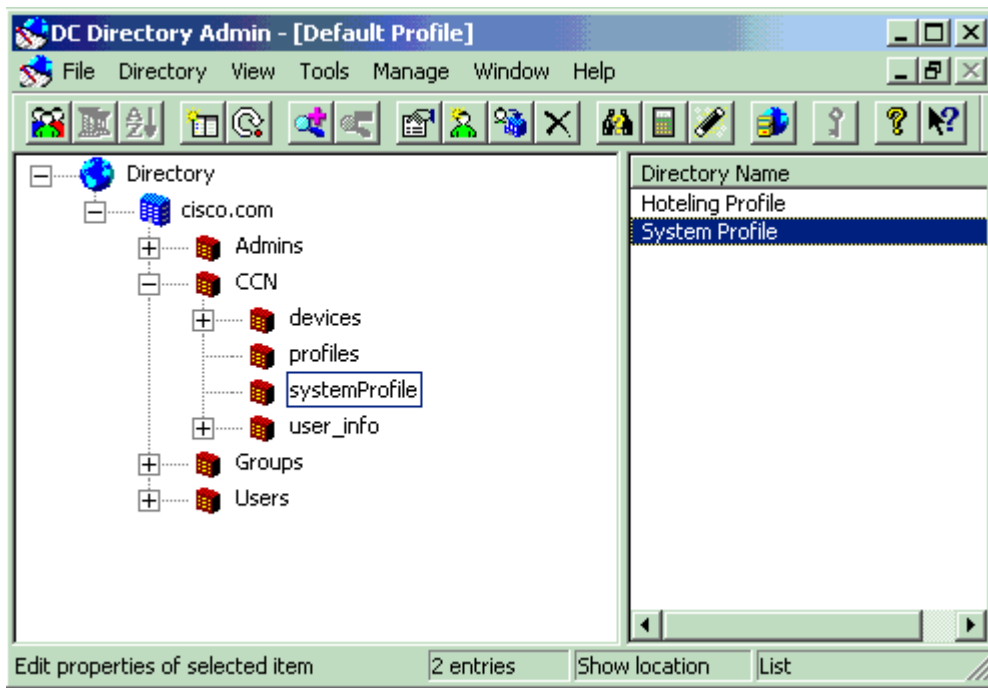 DC Directory Admin - [Default Profile]
File Directory View Tools Manage Window Help
Directory
cisco.com
Admins
CCN
devices
profiles
systemProfile
user_info
Groups
Users
Directory Name
Hoteling Profile
System Profile
Edit properties of selected item 2 entries Show location List